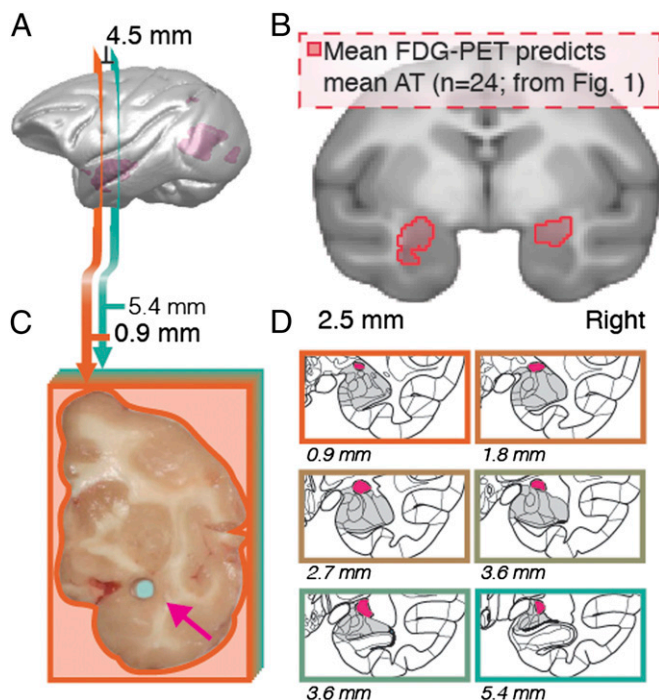 A
4.5 mm
B
Mean FDG-PET predicts
mean AT (n=24; from Fig. 1)
5.4 mm
0.9 mm
C
D
2.5 mm
Right
0.9 mm
1.8 mm
2.7 mm
3.6 mm
3.6 mm
5.4 mm